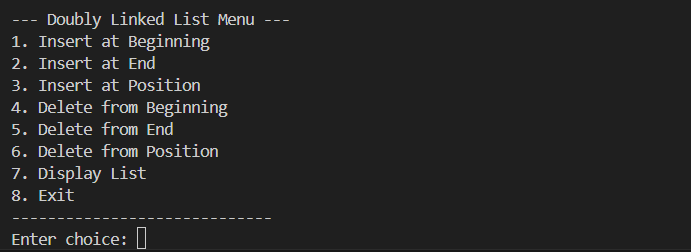 --- Doubly Linked List Menu ---
1. Insert at Beginning
2. Insert at End
3. Insert at Position
4. Delete from Beginning
5. Delete from End
6. Delete from Position
7. Display List
8. Exit
-----------------------------
Enter choice: